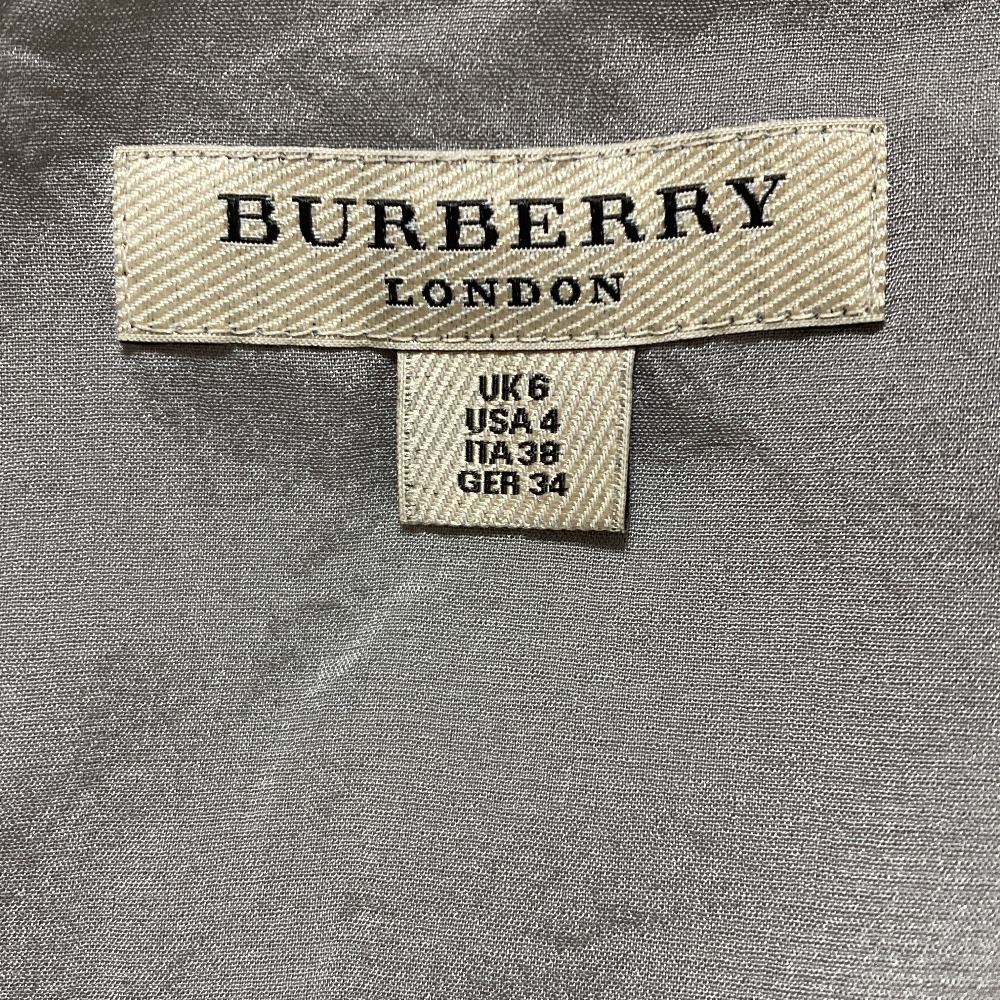 BURBERRY
LONDON
UK 6
USA 4
ITA 38
GER 34